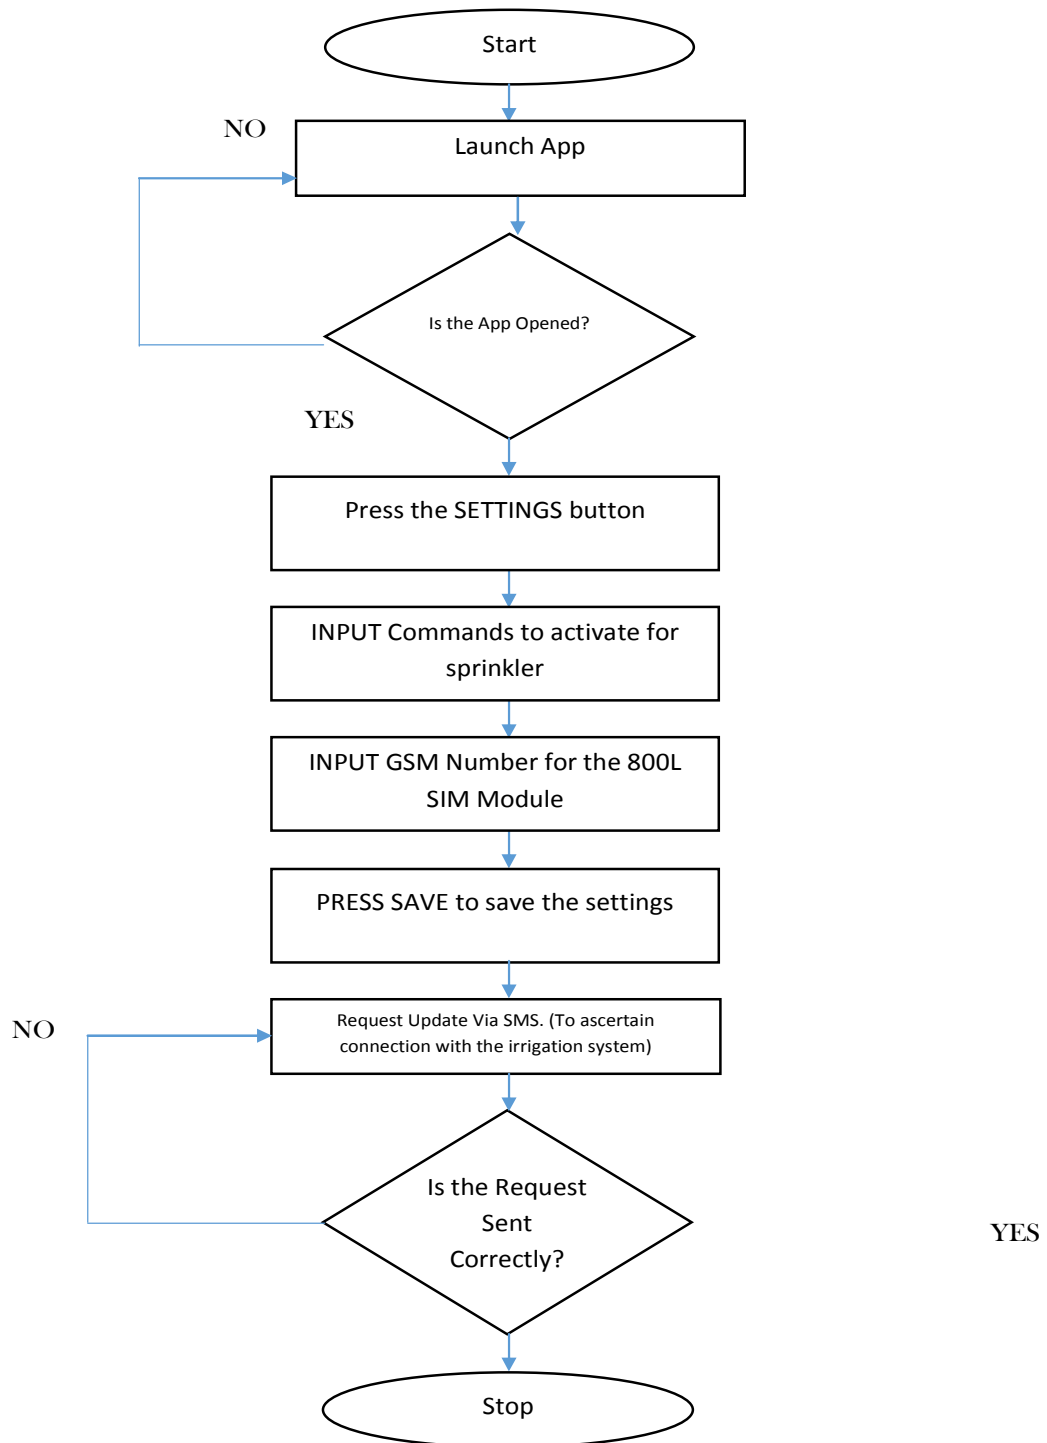 Start
NO
Launch App
Is the App Opened?
YES
Press the SETTINGS button
INPUT Commands to activate for
sprinkler
INPUT GSM Number for the 800L
SIM Module
PRESS SAVE to save the settings
NO
Request Update Via SMS. (To ascertain
connection with the irrigation system)
Is the Request
Sent
Correctly?
YES
Stop